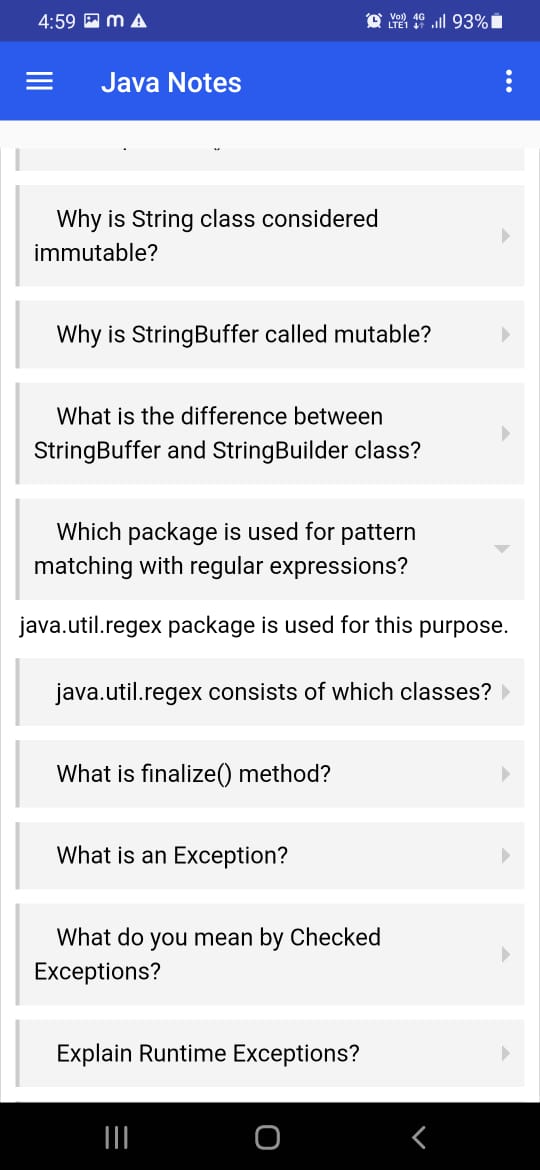 4:59 m
Vo)) 4G 93%
LTE1
Java Notes
Why is String class considered
immutable?
Why is StringBuffer called mutable?
What is the difference between
StringBuffer and StringBuilder class?
Which package is used for pattern
matching with regular expressions?
java.util.regex package is used for this purpose.
java.util.regex consists of which classes?
What is finalize() method?
What is an Exception?
What do you mean by Checked
Exceptions?
Explain Runtime Exceptions?